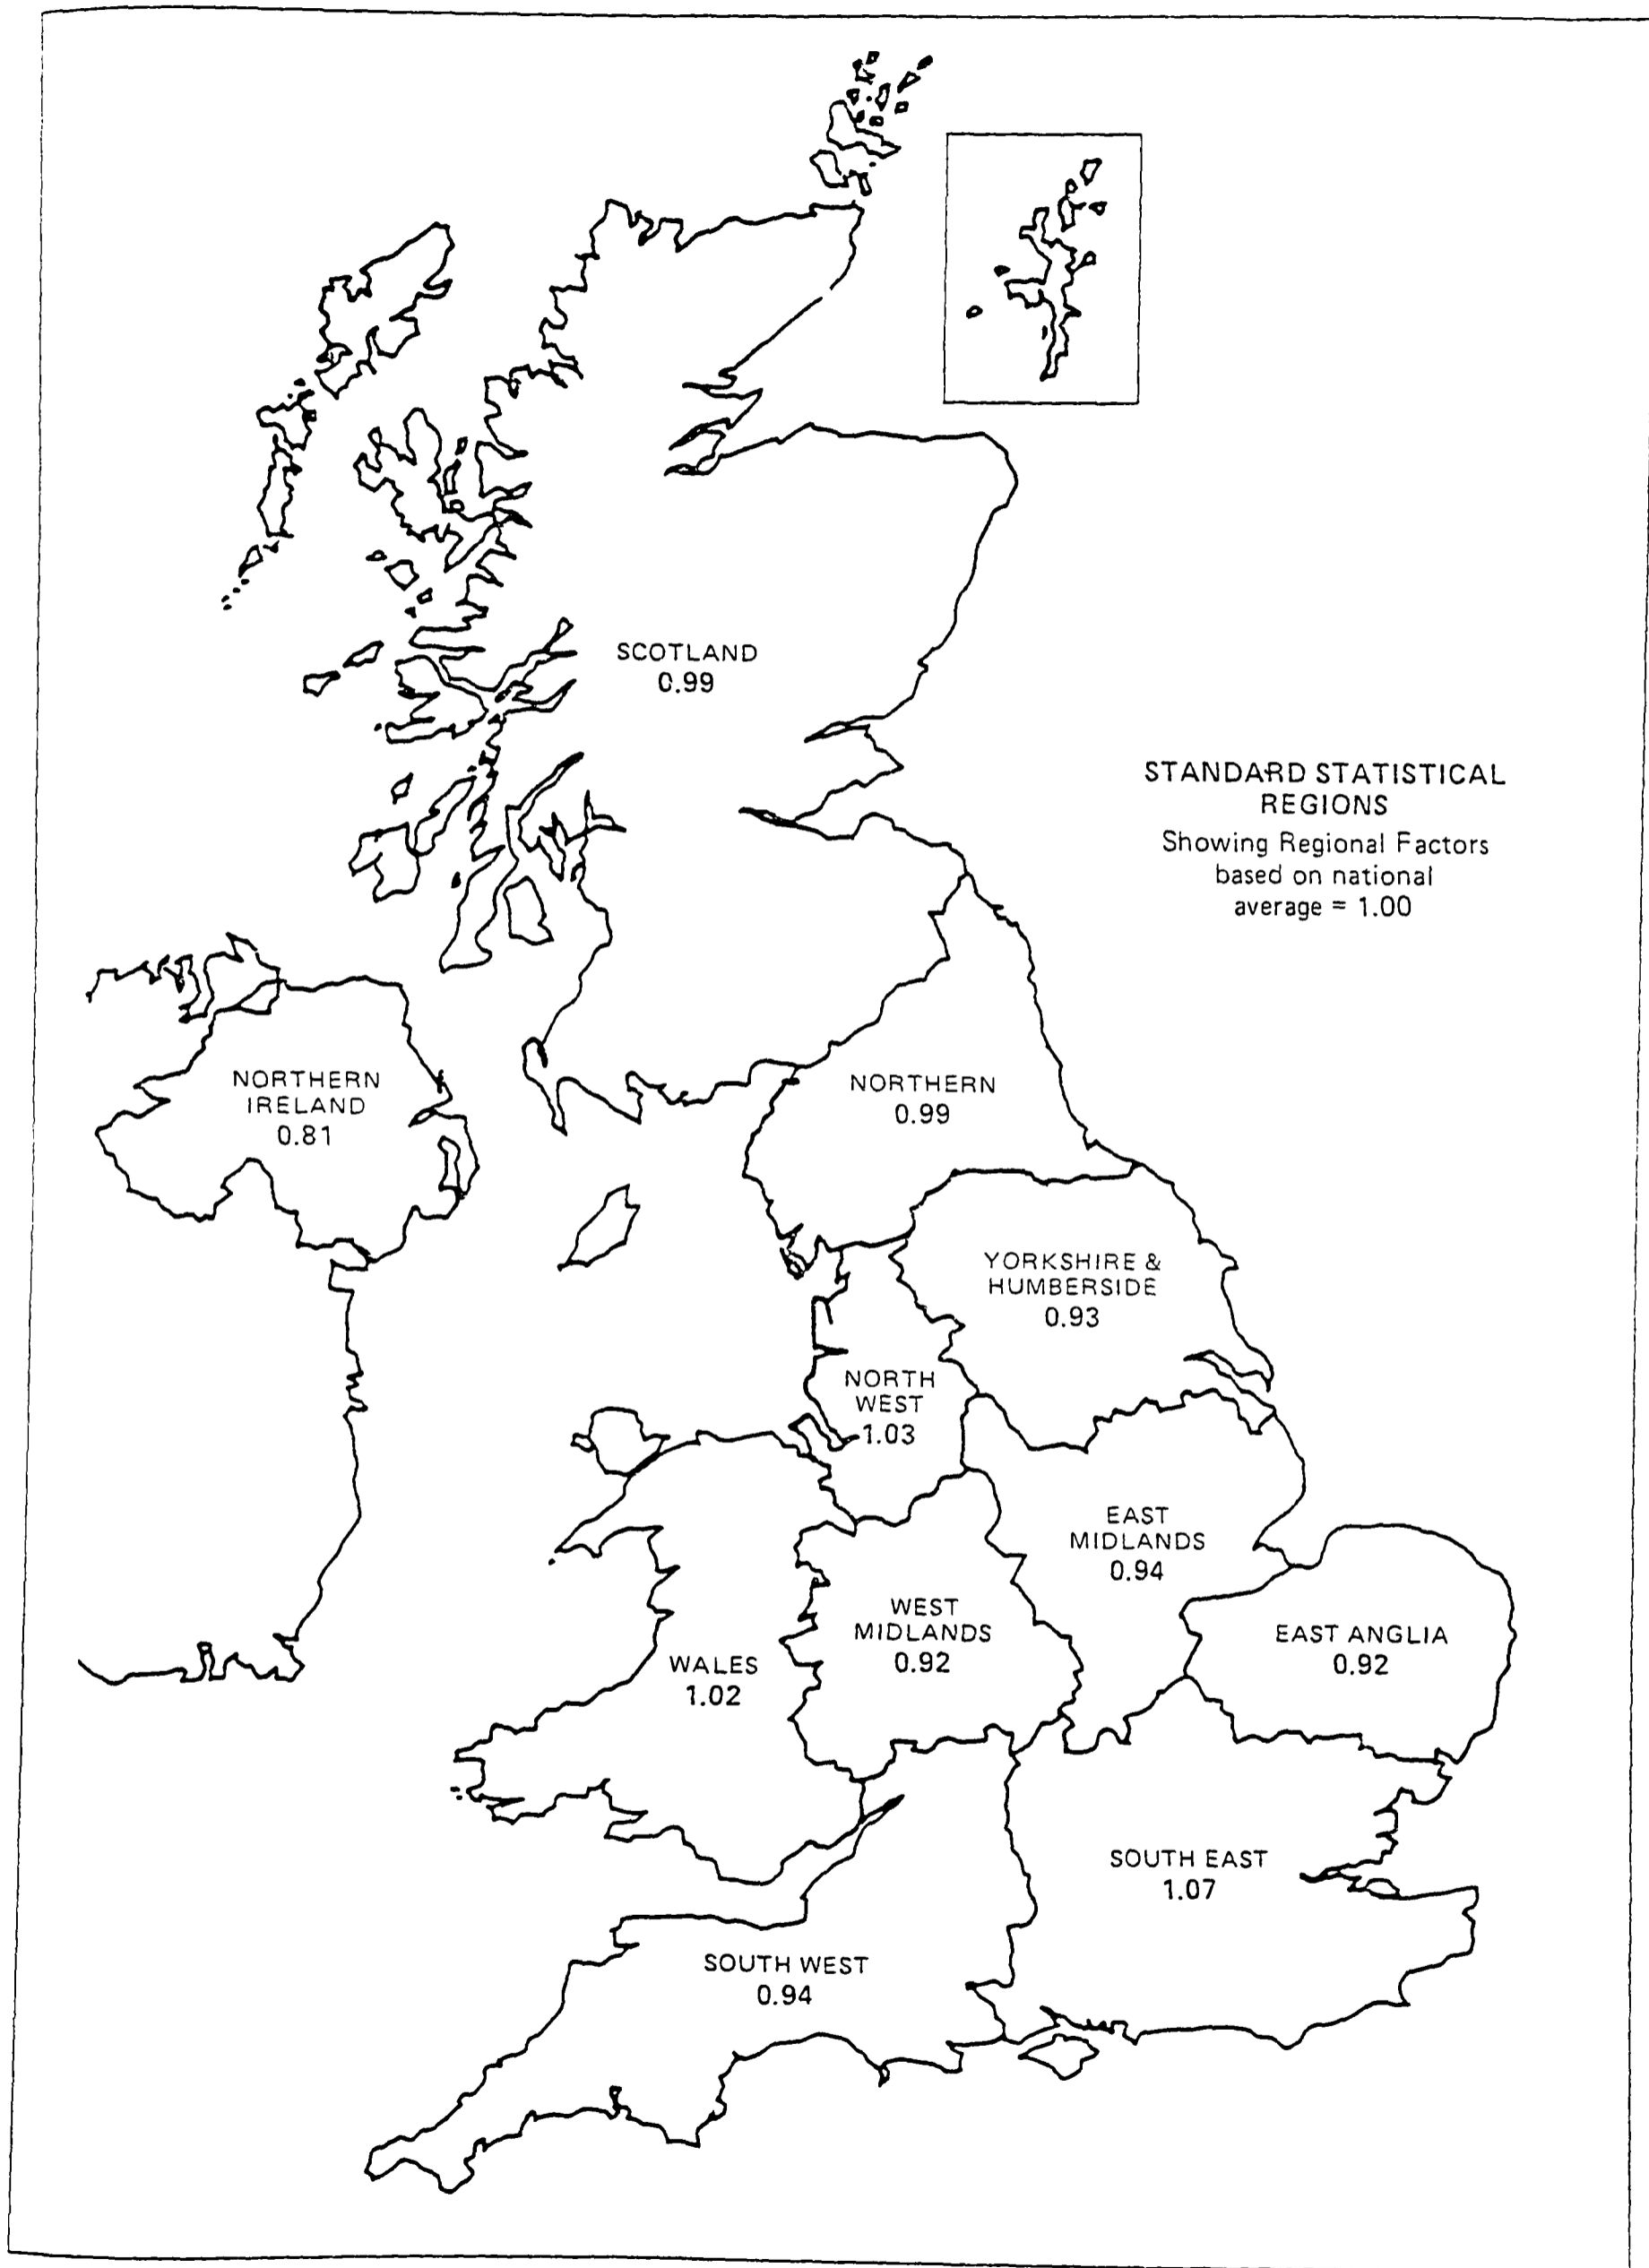 SCOTLAND
0.99
STANDARD STATISTICAL
REGIONS
Showing Regional Factors
based on national
average = 1.00
NORTHERN
IRELAND
0.81
NORTHERN
0.99
YORKSHIRE &
HUMBERSIDE
0.93
NORTH
WEST
1.03
EAST
MIDLANDS
0.94
WEST
MIDLANDS
0.92
EAST ANGLIA
0.92
WALES
1.02
SOUTH EAST
1.07
SOUTH WEST
0.94